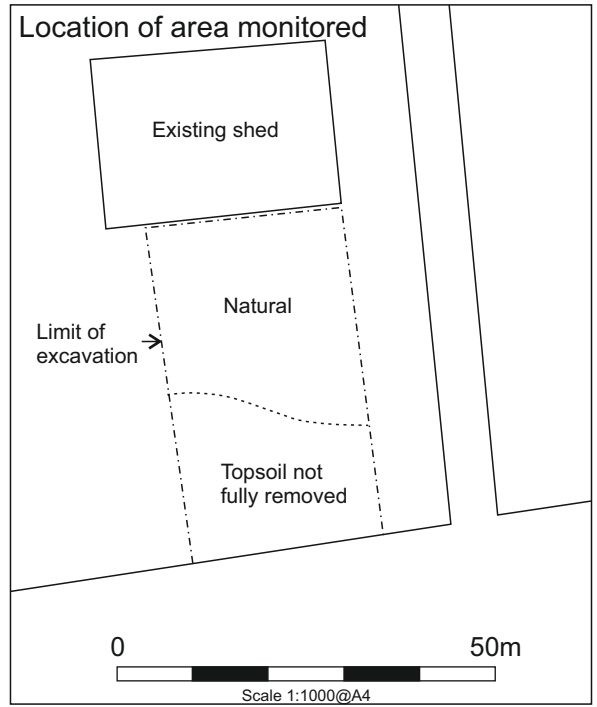 Location of area monitored
Existing shed
Natural
Limit of
excavation
Topsoil not
fully removed
0
50m
Scale 1:1000@A4